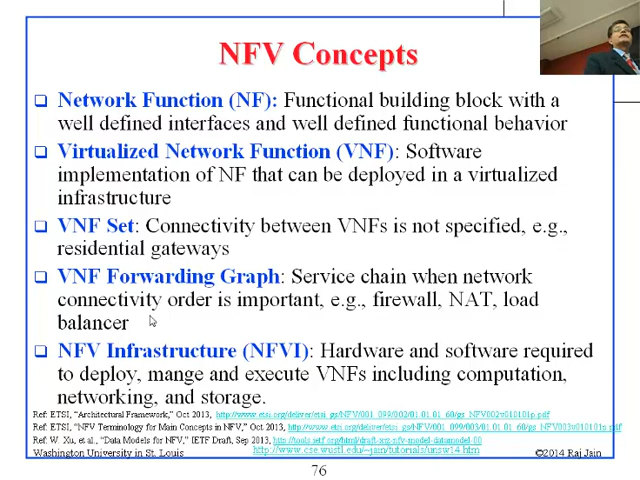 NFV Concepts
Network Function (NF): Functional building block with a
well defined interfaces and well defined functional behavior
Virtualized Network Function (VNF): Software
implementation of NF that can be deployed in a virtualized
infrastructure
VNF Set: Connectivity between VNFs is not specified, e.g.,
residential gateways
VNF Forwarding Graph: Service chain when network
connectivity order is important, e.g., firewall, NAT, load
balancer
NFV Infrastructure (NFVI): Hardware and software required
to deploy, mange and execute VNFs including computation,
networking, and storage.
Ref: ETSI, "Architectural Framework," Oct 2013,
Ref: ETSI, "NFV Terminology for Main Concepts in NFV," Oct 2013,
Ref: W. Xu, et al., "Data Models for NFV," IETF Draft, Sep 2013,
http://www.cse.wustl.edu/~jain/tutorials/unsw14.htm
Washington University in St. Louis
©2014 Raj Jain
76